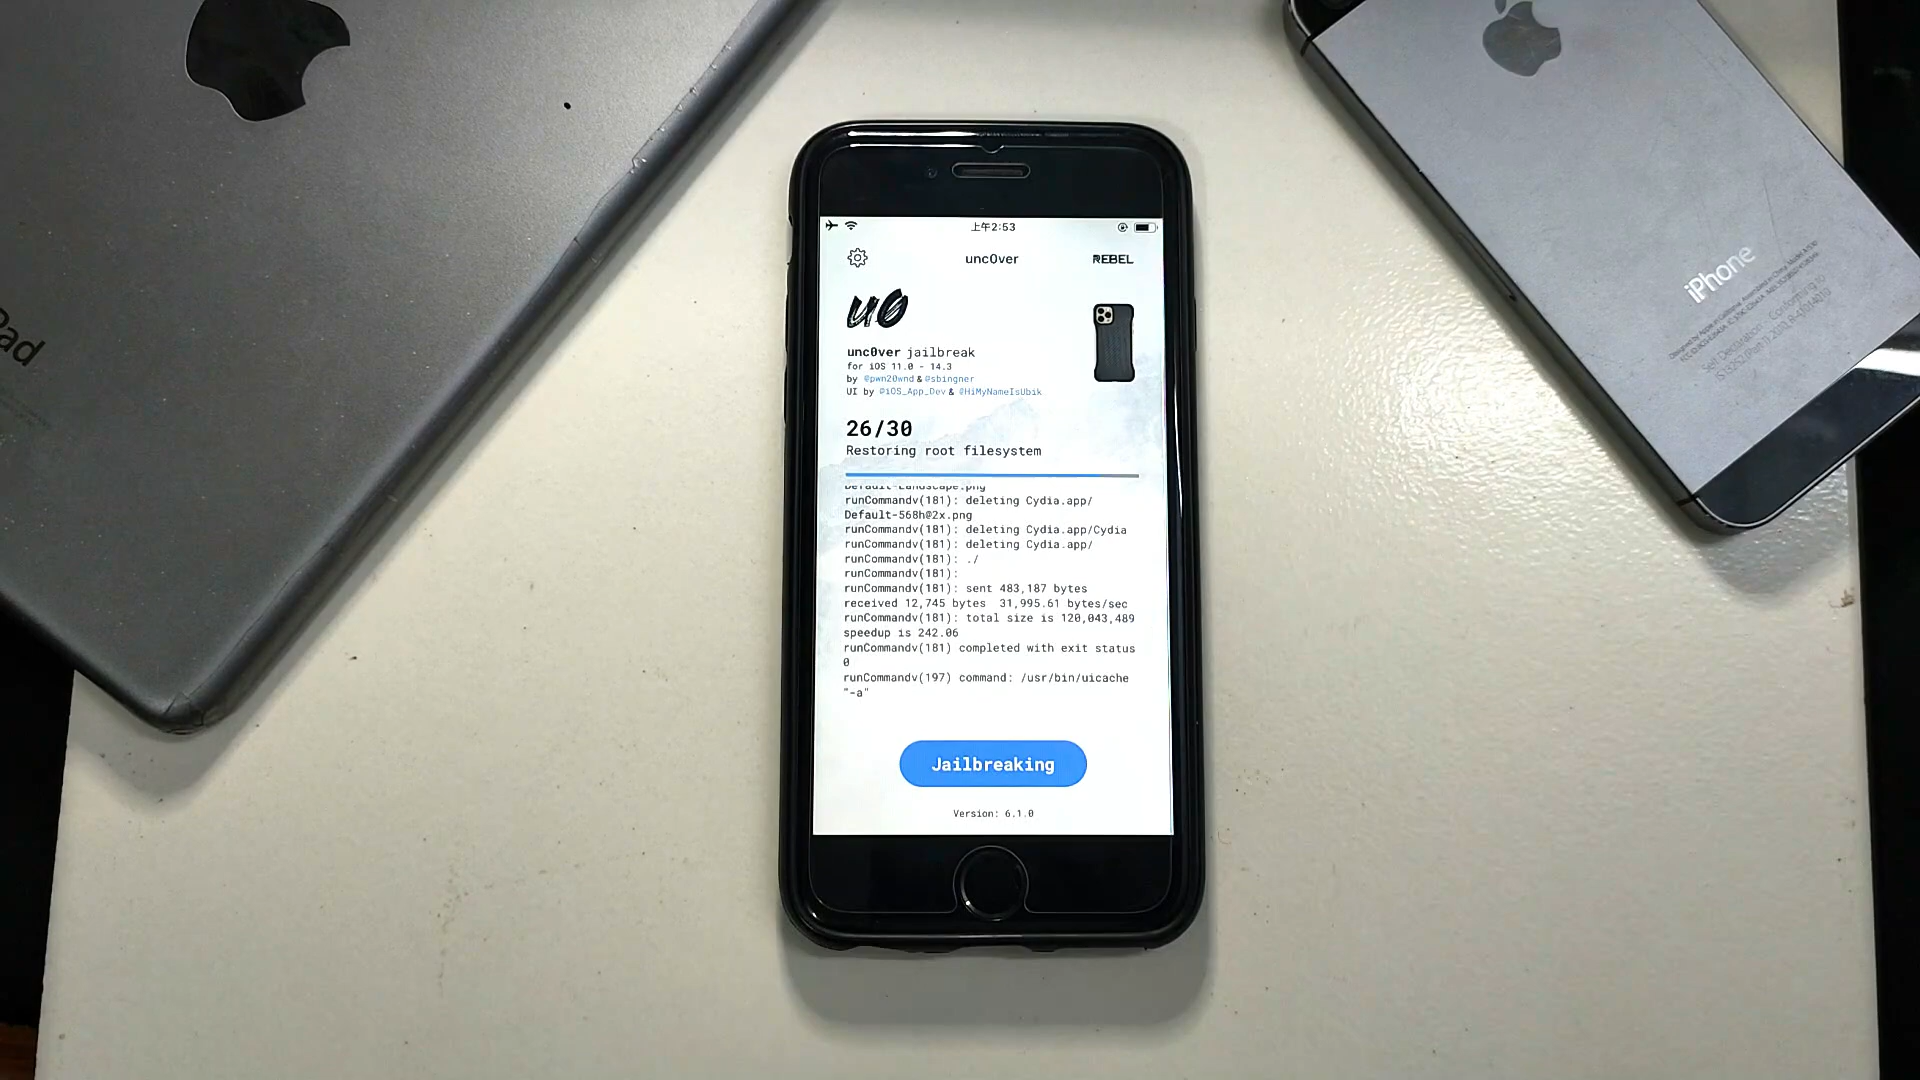 上午2:53
unc0ver
REBEL
u0
unc0ver jailbreak
for iOS 11.0 - 14.3
by @pwn20wnd & @sbingner
UI by @iOS_App_Dev & @HiMyNameIsUbik
26/30
Restoring root filesystem
Default-Landscape.png
runCommandv(181): deleting Cydia.app/
Default-568h@2x.png
runCommandv(181): deleting Cydia.app/Cydia
runCommandv(181): deleting Cydia.app/
runCommandv(181): ./
runCommandv(181):
runCommandv(181): sent 483,187 bytes
received 12,745 bytes  31,995.61 bytes/sec
runCommandv(181): total size is 120,043,489
speedup is 242.06
runCommandv(181) completed with exit status
0
runCommandv(197) command: /usr/bin/uicache
"-a"
Jailbreaking
Version: 6.1.0
Pad
iPhone